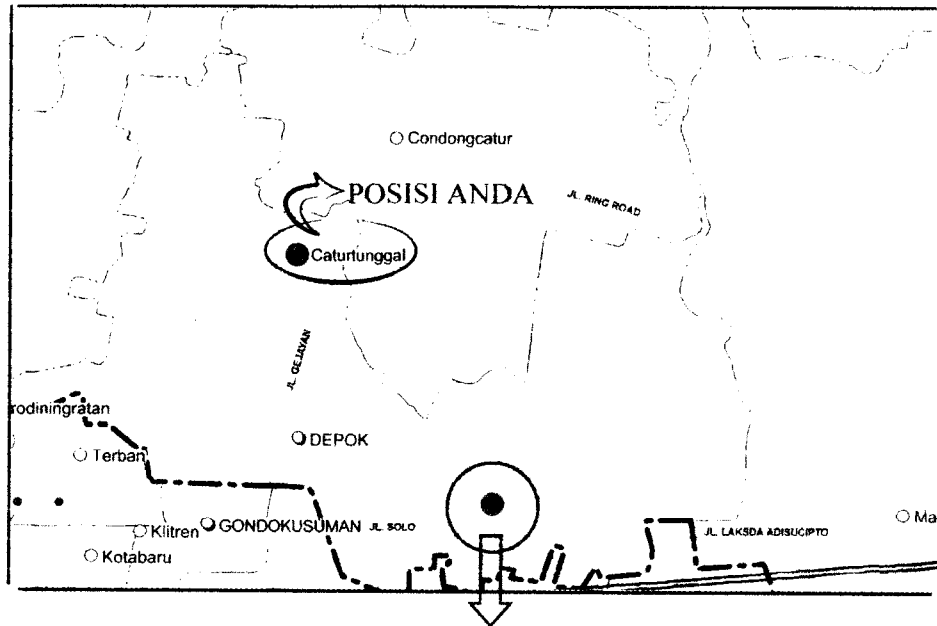 Condongcatur
POSISI ANDA
JL. RING ROAD
Caturtunggal
JL. GEJAYAN
rodiningratan
DEPOK
Terban
Klitren
GONDOKUSUMAN
JL. SOLO
JL. LAKSDA ADISUCIPTO
Ma
Kotabaru